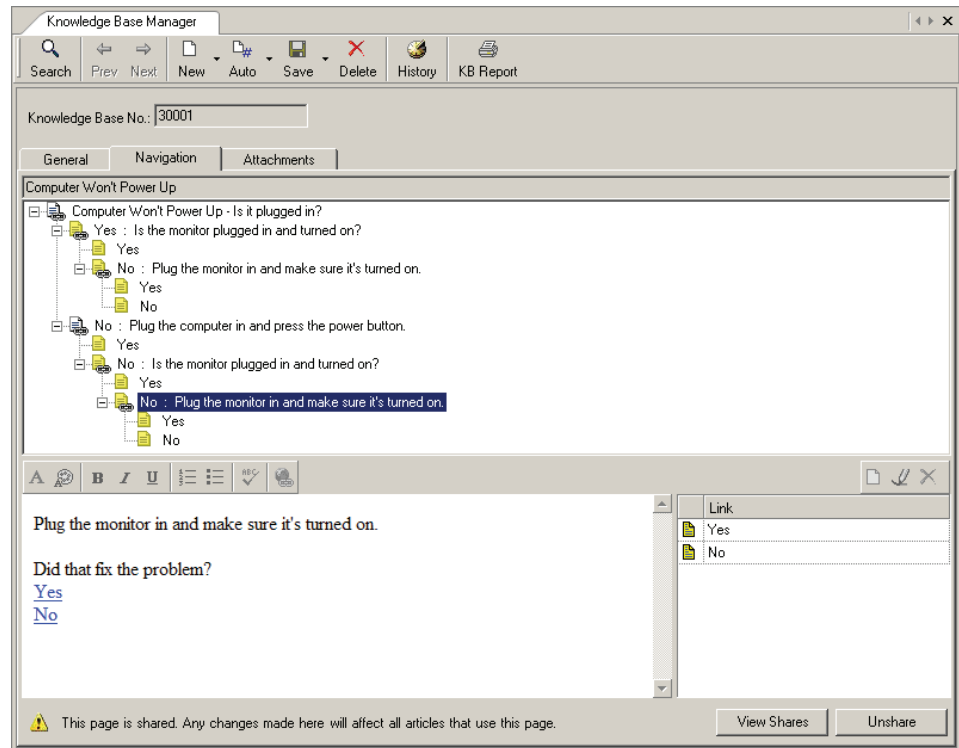 Knowledge Base Manager
Search Prev Next New Auto Save Delete History KB Report
Knowledge Base No.: 30001
General Navigation Attachments
Computer Won't Power Up
Computer Won't Power Up - Is it plugged in?
Yes : Is the monitor plugged in and turned on?
Yes
No : Plug the monitor in and make sure it's turned on.
Yes
No
No : Plug the computer in and press the power button.
Yes
No : Is the monitor plugged in and turned on?
Yes
No : Plug the monitor in and make sure it's turned on.
Yes
No
A B I U ABC
Link
Plug the monitor in and make sure it's turned on.
Did that fix the problem?
Yes
No
Yes
No
This page is shared. Any changes made here will affect all articles that use this page.
View Shares Unshare